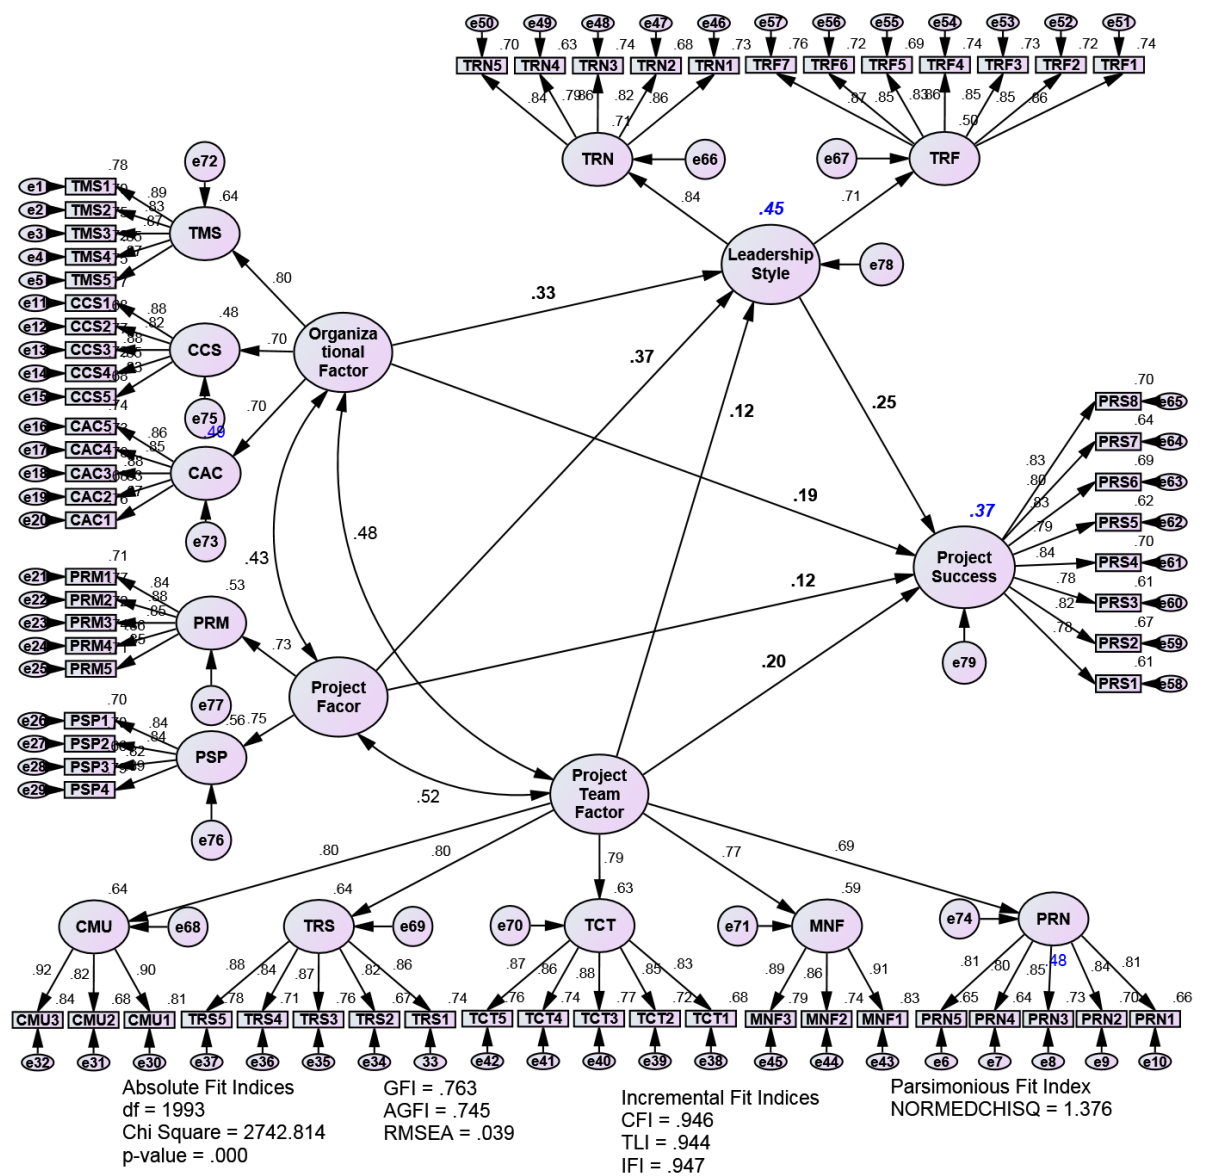 e50 e49 e48 e47 e46 e57 e56 e55 e54 e53 e52 e51
.70 .63 .74 .68 .73 .76 .72 .69 .74 .73 .72 .74
TRN5 TRN4 TRN3 TRN2 TRN1 TRF7 TRF6 TRF5 TRF4 TRF3 TRF2 TRF1
.84 .79 .86 .82 .86 .87 .85 .83 .86 .85 .85 .86
.71 .50
TRN e66 e67 TRF
.84 .71
.45
Leadership
Style
e78
e72
.78
e1 TMS1
e2 TMS2
e3 TMS3
e4 TMS4
e5 TMS5
.89
.83
.87
.64
TMS
.80
e11 CCS1
e12 CCS2
e13 CCS3
e14 CCS4
e15 CCS5
.88
.82
.88
.48
CCS
.70
e75
.74
e16 CAC5
e17 CAC4
e18 CAC3
e19 CAC2
e20 CAC1
.86
.85
.88
.49
CAC
.70
e73
Organiza
tional
Factor
.33
.37
.12
.25
.19
.12
.20
.43
.48
.52
.71
e21 PRM1
e22 PRM2
e23 PRM3
e24 PRM4
e25 PRM5
.84
.88
.85
.53
PRM
.73
e77
Project
Facor
.70
e26 PSP1
e27 PSP2
e28 PSP3
e29 PSP4
.84
.84
.82
.56 .75
PSP
e76
.37
Project
Success
e79
.70
PRS8 e65
.64
PRS7 e64
.69
PRS6 e63
.62
PRS5 e62
.70
PRS4 e61
.61
PRS3 e60
.67
PRS2 e59
.61
PRS1 e58
.83
.80
.83
.79
.84
.78
.82
.78
Project
Team
Factor
.80 .80 .79 .77 .69
.64 .64 .63 .59 .48
CMU e68 TRS e69 e70 TCT e71 MNF e74 PRN
.92 .82 .90 .88 .84 .87 .82 .86 .87 .86 .88 .85 .83 .89 .86 .91 .81 .80 .85 .84 .81
.84 .68 .81 .78 .71 .76 .67 .74 .76 .74 .77 .72 .68 .79 .74 .83 .65 .64 .73 .70 .66
CMU3 CMU2 CMU1 TRS5 TRS4 TRS3 TRS2 TRS1 TCT5 TCT4 TCT3 TCT2 TCT1 MNF3 MNF2 MNF1 PRN5 PRN4 PRN3 PRN2 PRN1
e32 e31 e30 e37 e36 e35 e34 33 e42 e41 e40 e39 e38 e45 e44 e43 e6 e7 e8 e9 e10
Absolute Fit Indices
df = 1993
Chi Square = 2742.814
p-value = .000
GFI = .763
AGFI = .745
RMSEA = .039
Incremental Fit Indices
CFI = .946
TLI = .944
IFI = .947
Parsimonious Fit Index
NORMEDCHISQ = 1.376